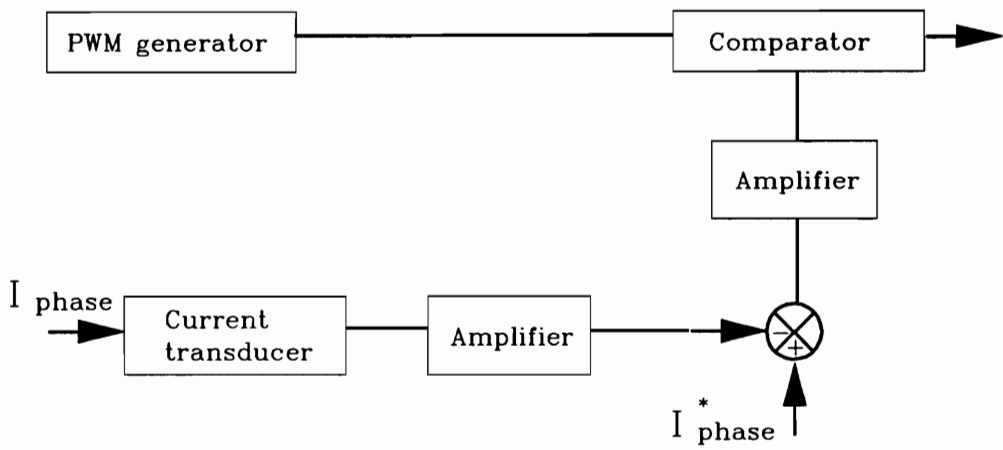 PWM generator
Comparator
Amplifier
I phase
Current
transducer
Amplifier
−
+
I*phase